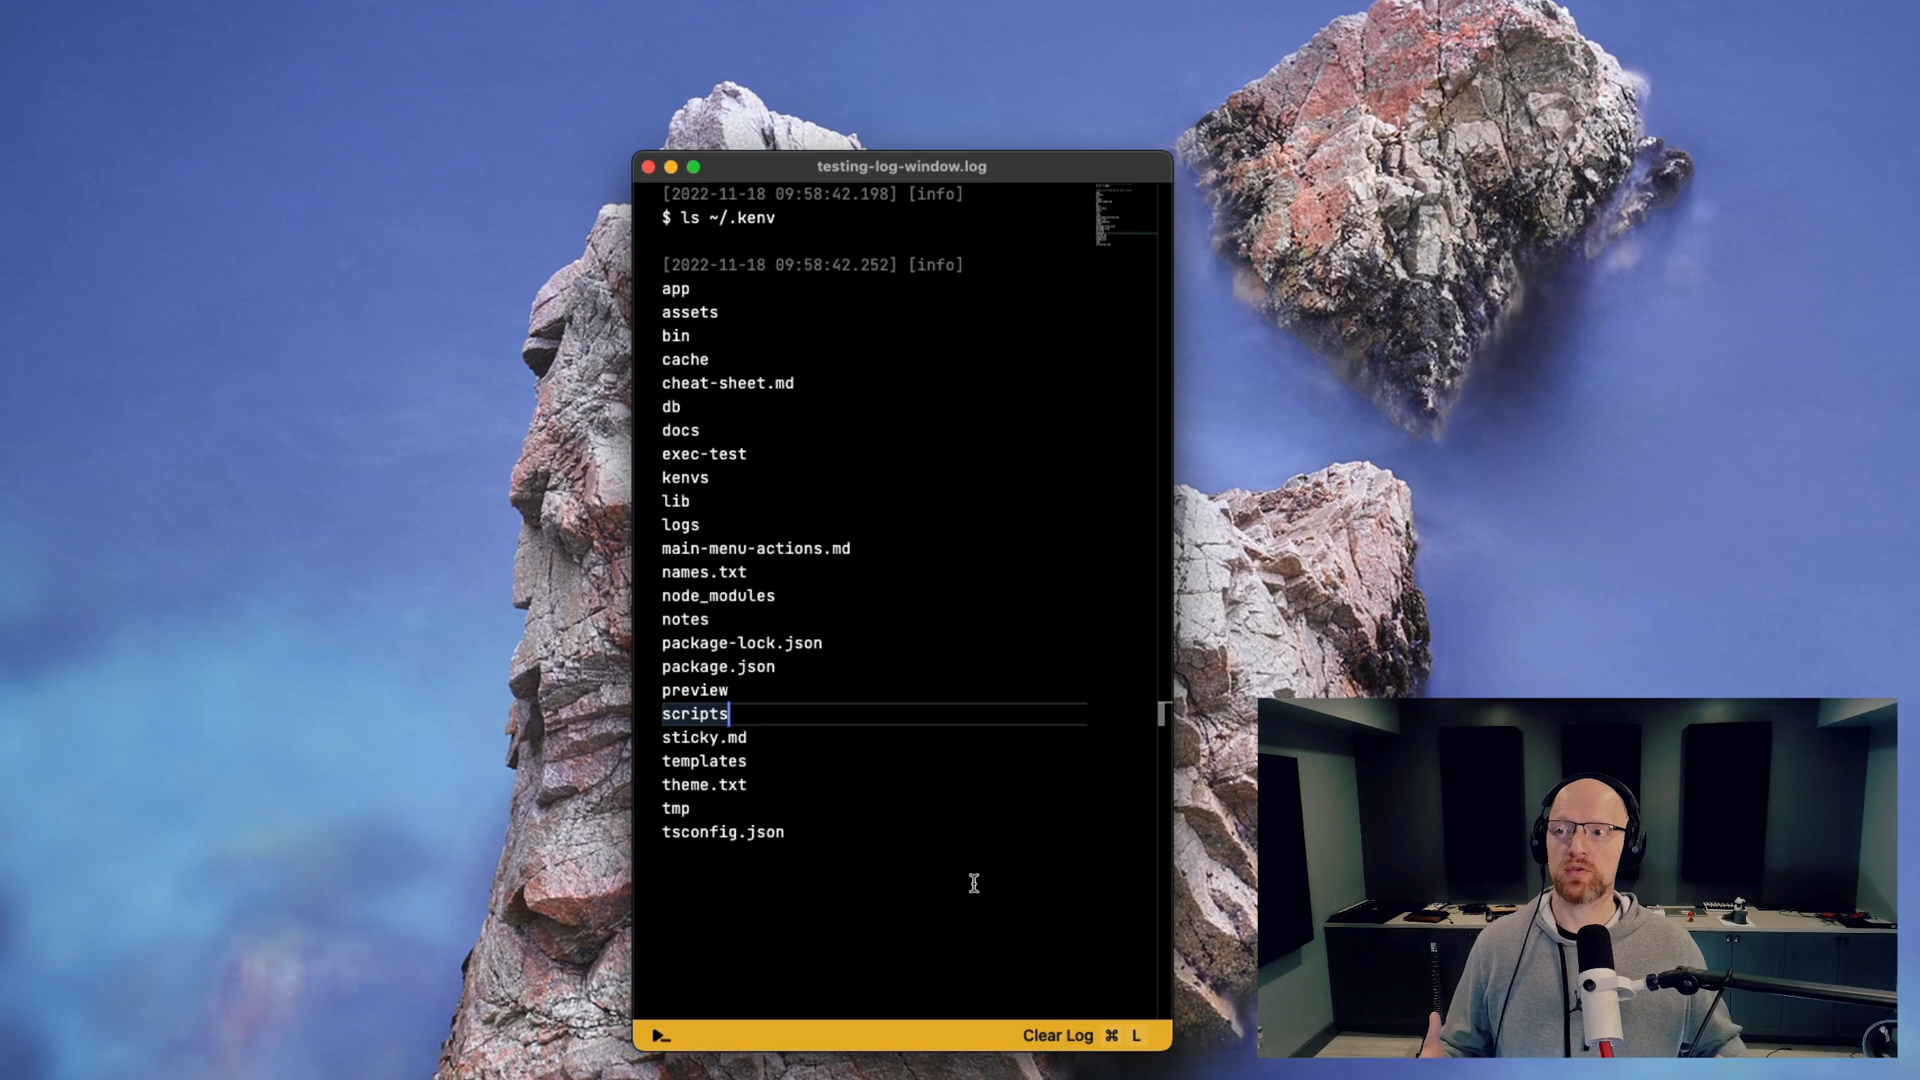 testing-log-window.log
[2022-11-18 09:58:42.198] [info]
$ ls ~/.kenv
[2022-11-18 09:58:42.252] [info]
app
assets
bin
cache
cheat-sheet.md
db
docs
exec-test
kenvs
lib
logs
main-menu-actions.md
names.txt
node_modules
notes
package-lock.json
package.json
preview
scripts
sticky.md
templates
theme.txt
tmp
tsconfig.json
Clear Log ⌘ L